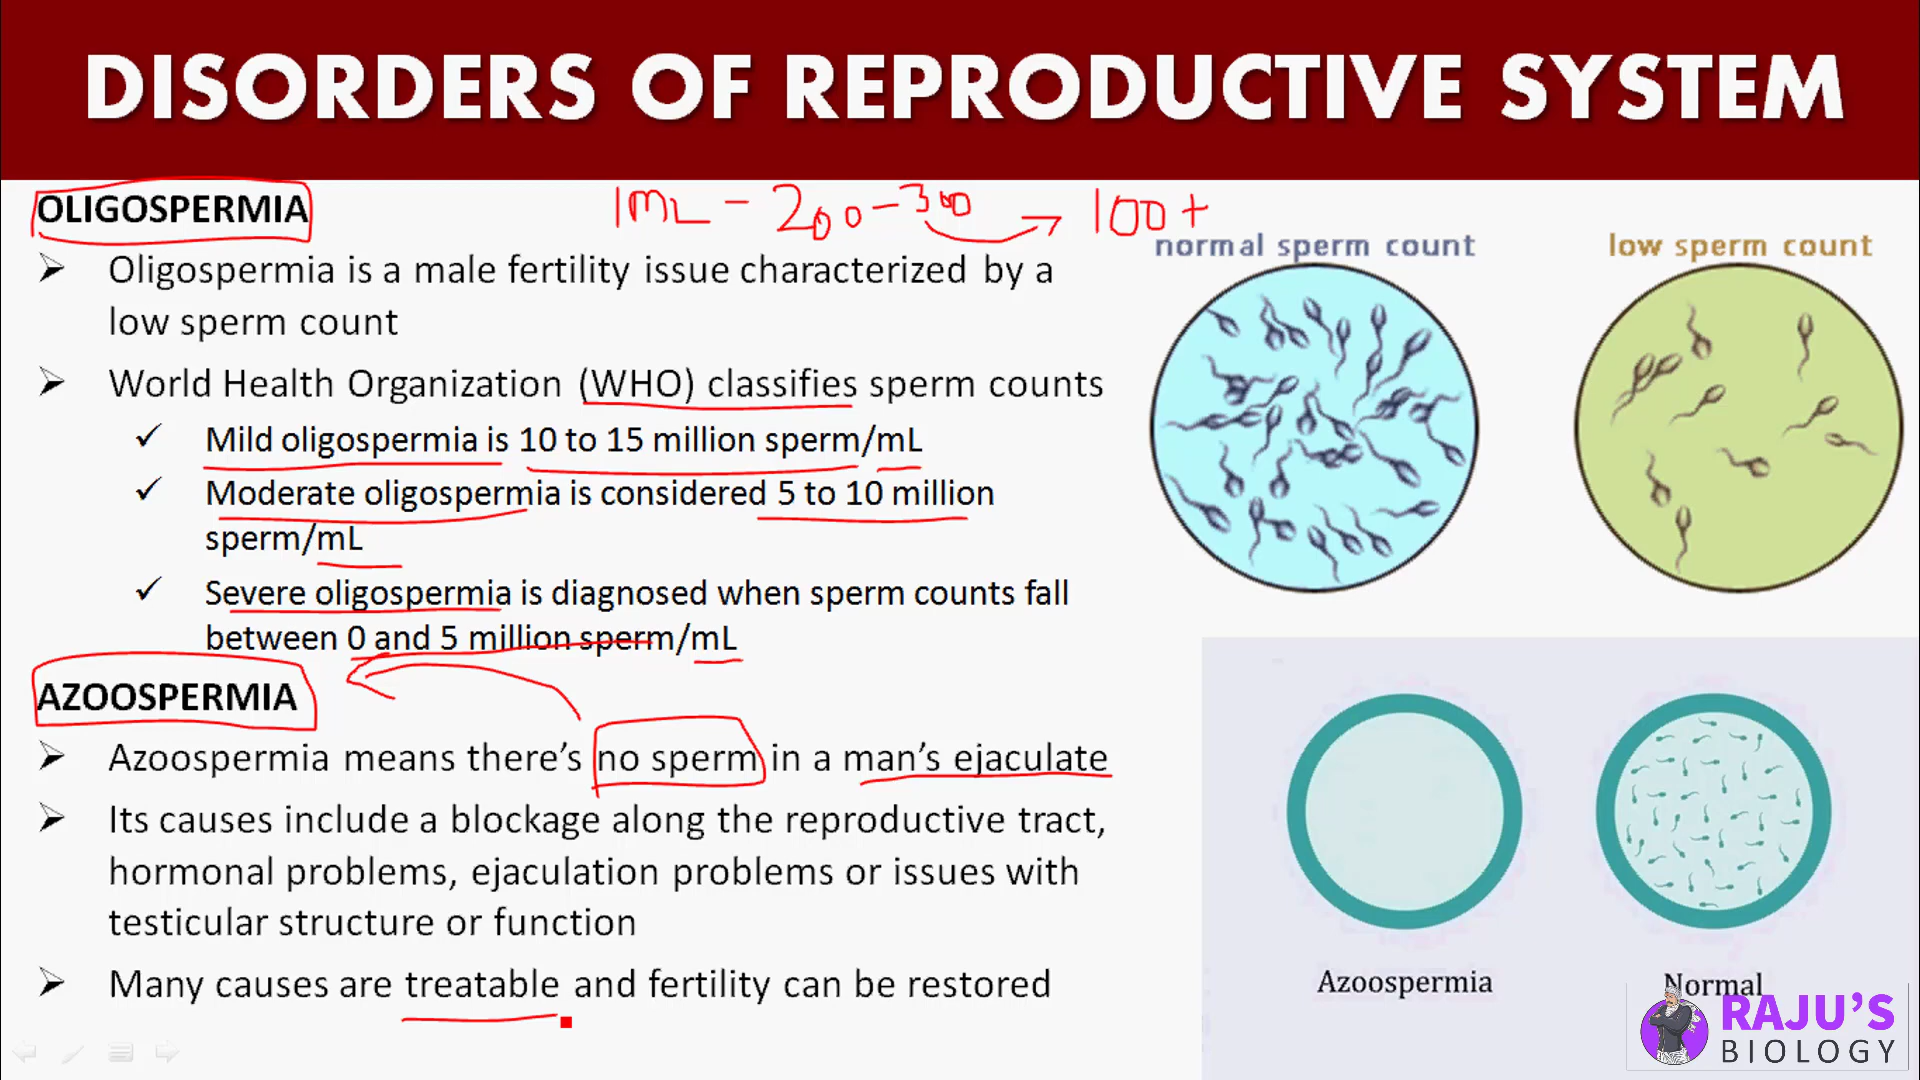 DISORDERS OF REPRODUCTIVE SYSTEM
OLIGOSPERMIA
1ML - 200-300 → 100+
Oligospermia is a male fertility issue characterized by a
low sperm count
World Health Organization (WHO) classifies sperm counts
Mild oligospermia is 10 to 15 million sperm/mL
Moderate oligospermia is considered 5 to 10 million
sperm/mL
Severe oligospermia is diagnosed when sperm counts fall
between 0 and 5 million sperm/mL
AZOOSPERMIA
Azoospermia means there's no sperm in a man's ejaculate
Its causes include a blockage along the reproductive tract,
hormonal problems, ejaculation problems or issues with
testicular structure or function
Many causes are treatable and fertility can be restored
normal sperm count
low sperm count
Azoospermia
Normal
RAJU'S
BIOLOGY